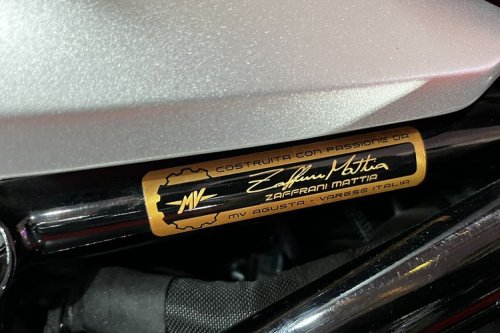 COSTRUITA CON PASSIONE DA
Zaffrani Mattia
MV
ZAFFRANI MATTIA
MV AGUSTA - VARESE ITALIA